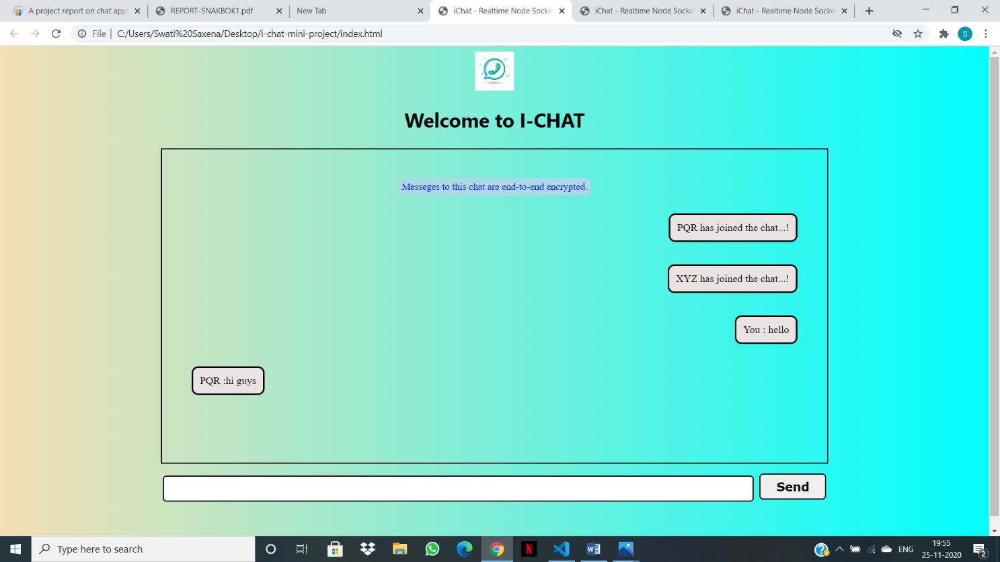 A project report on chat appl
REPORT-SNAKBOK1.pdf
New Tab
iChat - Realtime Node Socke
iChat - Realtime Node Socke
iChat - Realtime Node Socke
File
C:/Users/Swati%20Saxena/Desktop/i-chat-mini-project/index.html
S
Welcome to I-CHAT
Messeges to this chat are end-to-end encrypted.
PQR has joined the chat...!
XYZ has joined the chat...!
You : hello
PQR :hi guys
Send
Type here to search
N
W
ENG
19:55
25-11-2020
2